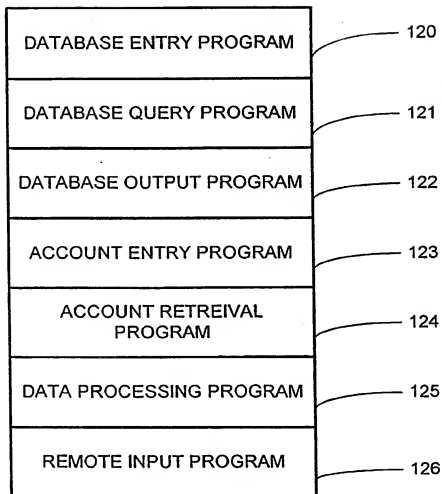 DATABASE ENTRY PROGRAM 120
DATABASE QUERY PROGRAM 121
DATABASE OUTPUT PROGRAM 122
ACCOUNT ENTRY PROGRAM 123
ACCOUNT RETREIVAL
PROGRAM 124
DATA PROCESSING PROGRAM 125
REMOTE INPUT PROGRAM 126